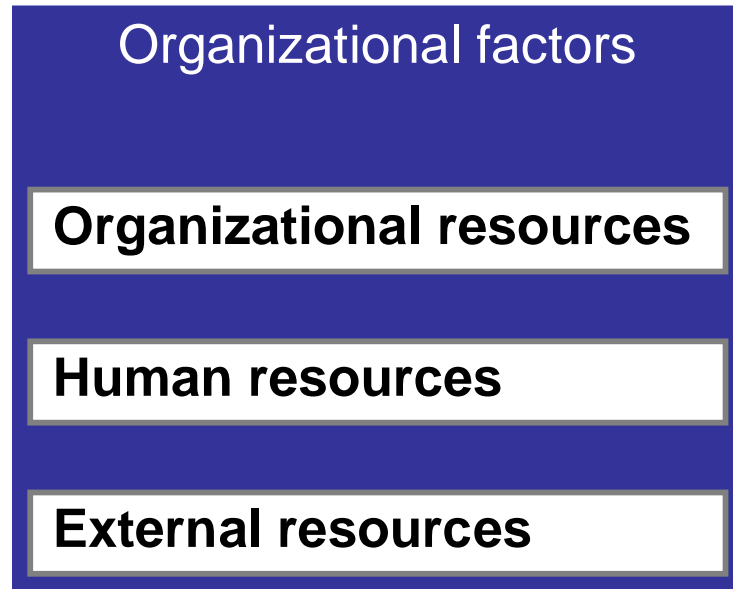 Organizational factors
Organizational resources
Human resources
External resources